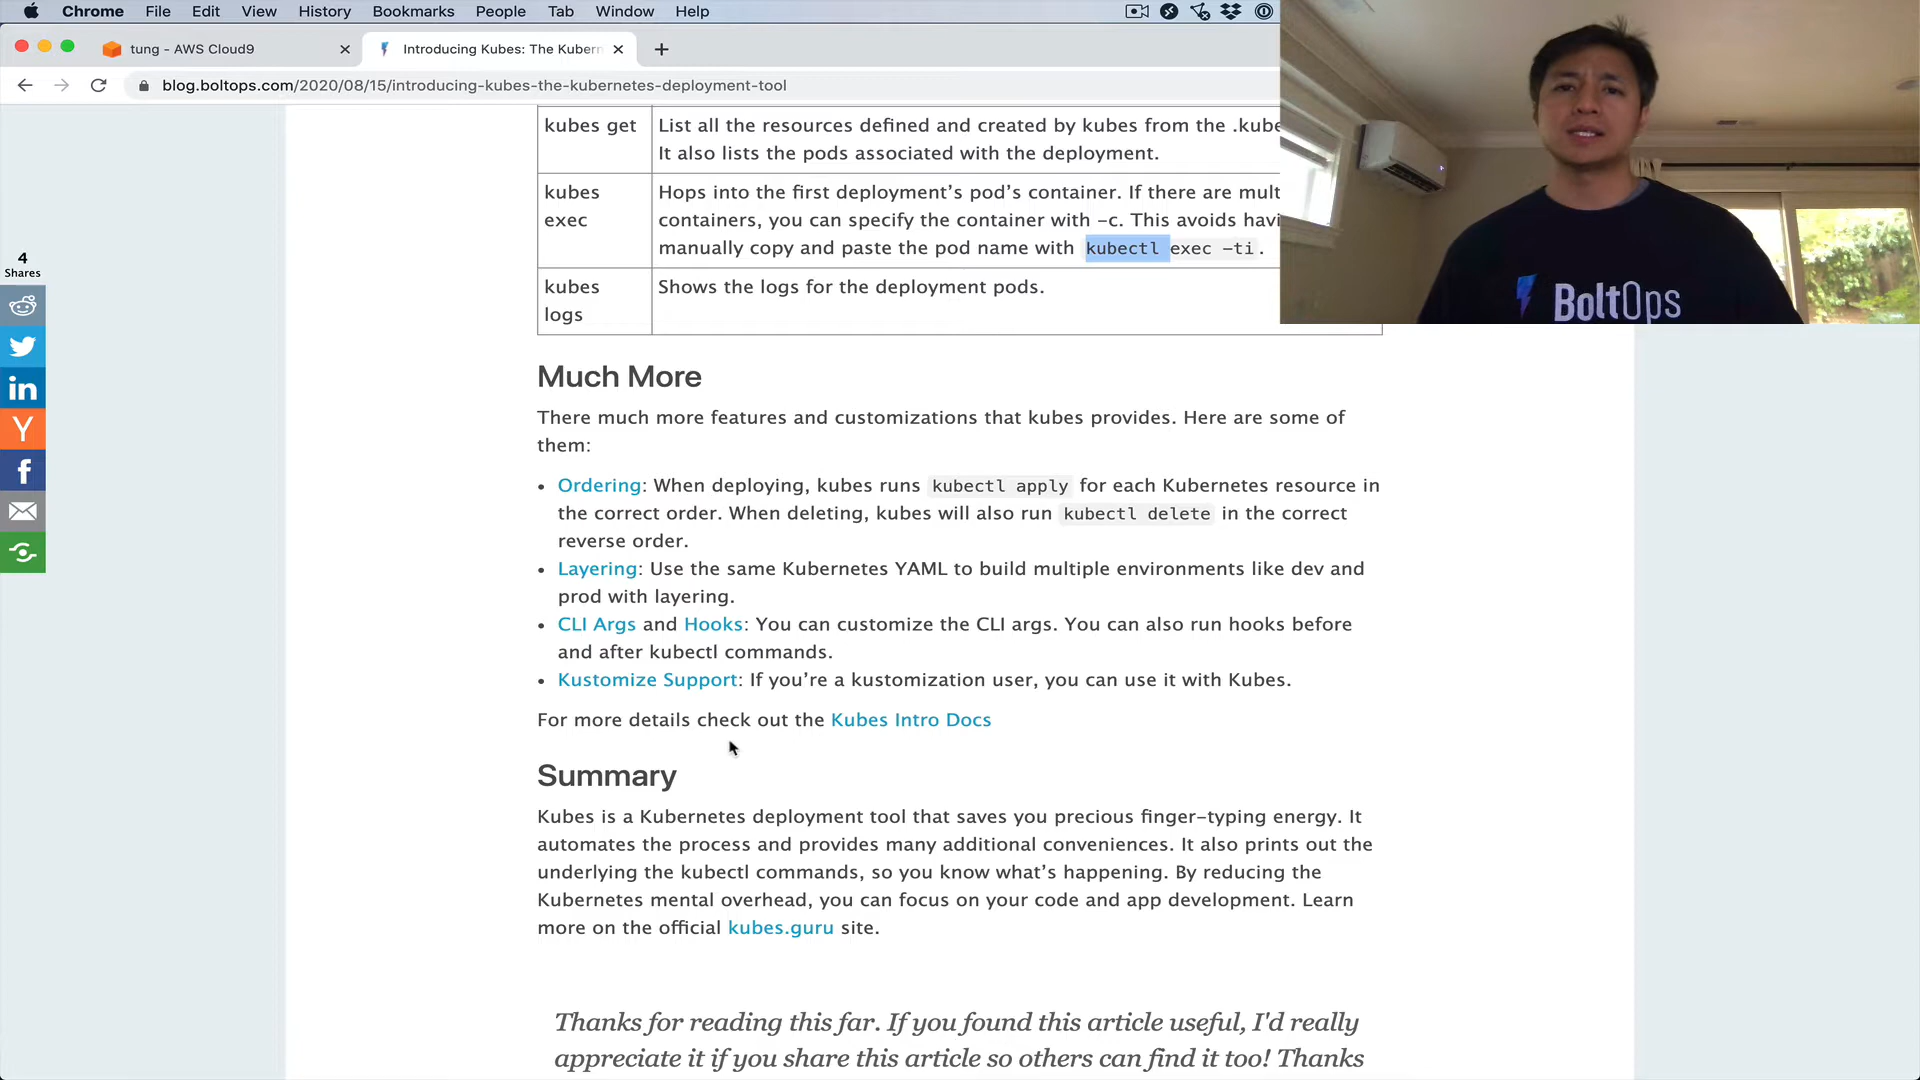 Chrome File Edit View History Bookmarks People Tab Window Help
tung - AWS Cloud9
Introducing Kubes: The Kubern
blog.boltops.com/2020/08/15/introducing-kubes-the-kubernetes-deployment-tool
kubes get
List all the resources defined and created by kubes from the .kube
It also lists the pods associated with the deployment.
kubes
exec
Hops into the first deployment's pod's container. If there are mult
containers, you can specify the container with -c. This avoids havi
manually copy and paste the pod name with kubectl exec -ti.
kubes
logs
Shows the logs for the deployment pods.
BoltOps
4
Shares
Much More
There much more features and customizations that kubes provides. Here are some of
them:
• Ordering: When deploying, kubes runs kubectl apply for each Kubernetes resource in
the correct order. When deleting, kubes will also run kubectl delete in the correct
reverse order.
• Layering: Use the same Kubernetes YAML to build multiple environments like dev and
prod with layering.
• CLI Args and Hooks: You can customize the CLI args. You can also run hooks before
and after kubectl commands.
• Kustomize Support: If you're a kustomization user, you can use it with Kubes.
For more details check out the Kubes Intro Docs
Summary
Kubes is a Kubernetes deployment tool that saves you precious finger-typing energy. It
automates the process and provides many additional conveniences. It also prints out the
underlying the kubectl commands, so you know what's happening. By reducing the
Kubernetes mental overhead, you can focus on your code and app development. Learn
more on the official kubes.guru site.
Thanks for reading this far. If you found this article useful, I'd really
appreciate it if you share this article so others can find it too! Thanks